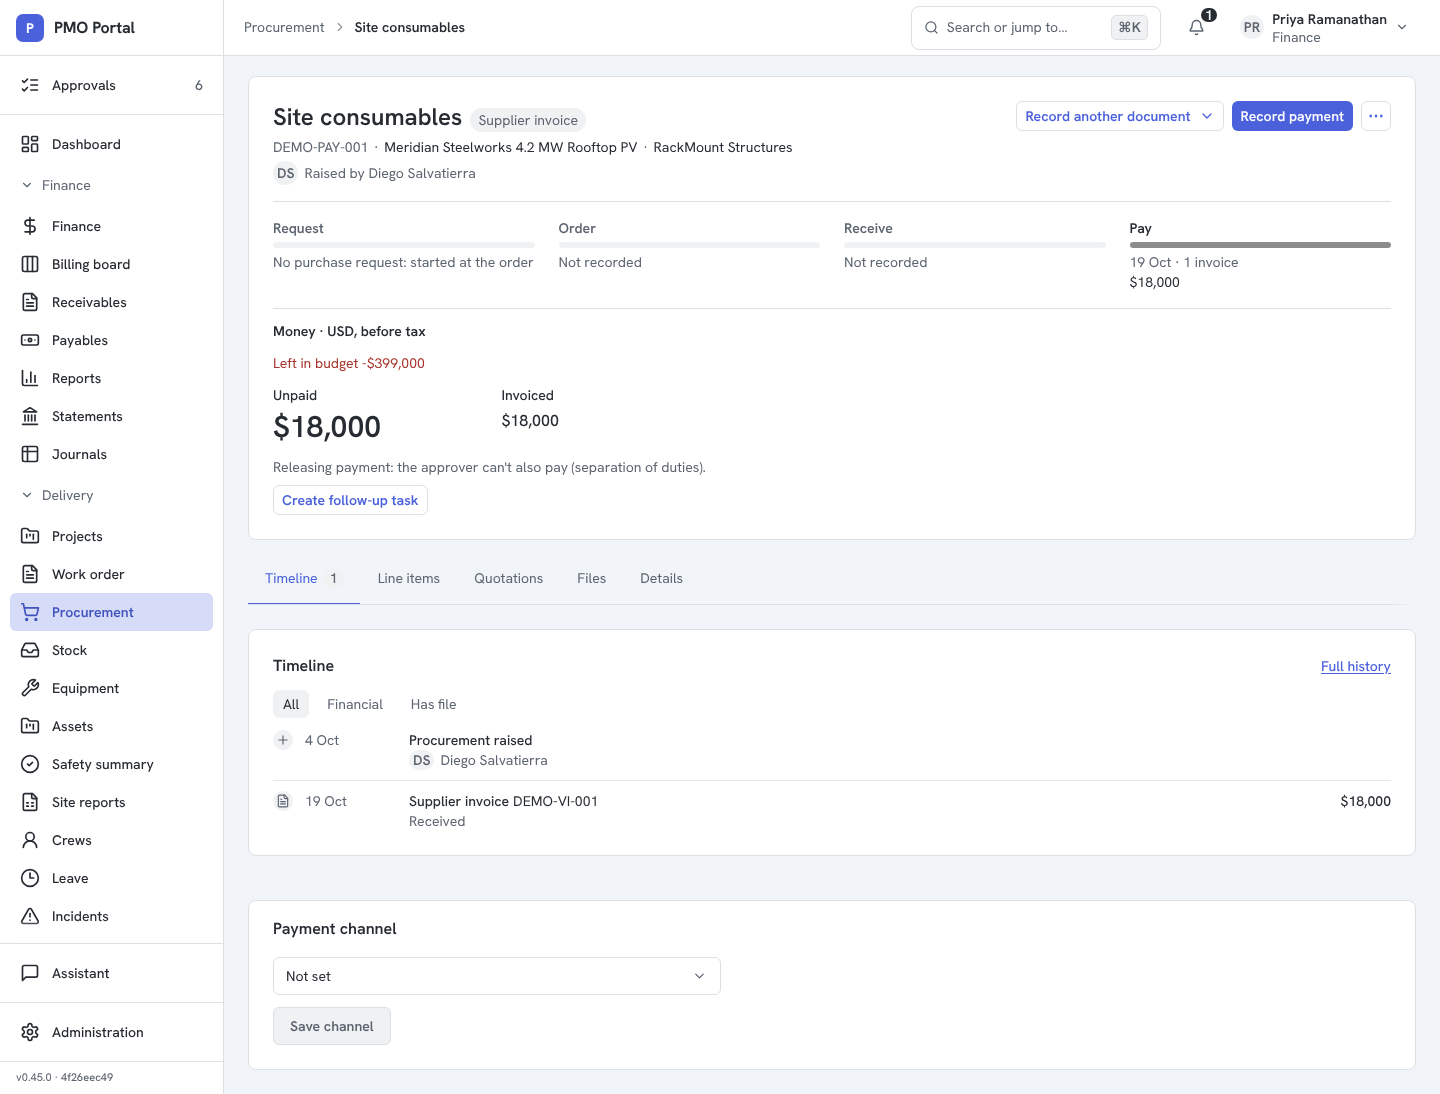 P PMO Portal
Procurement > Site consumables
Search or jump to... ⌘K
1
PR Priya Ramanathan
Finance
Approvals 6
Dashboard
Finance
Finance
Billing board
Receivables
Payables
Reports
Statements
Journals
Delivery
Projects
Work order
Procurement
Stock
Equipment
Assets
Safety summary
Site reports
Crews
Leave
Incidents
Assistant
Administration
v0.45.0 · 4f26eec49
Site consumables Supplier invoice
Record another document Record payment ...
DEMO-PAY-001 · Meridian Steelworks 4.2 MW Rooftop PV · RackMount Structures
DS Raised by Diego Salvatierra
Request Order Receive Pay
No purchase request: started at the order Not recorded Not recorded 19 Oct · 1 invoice
$18,000
Money · USD, before tax
Left in budget -$399,000
Unpaid Invoiced
$18,000 $18,000
Releasing payment: the approver can't also pay (separation of duties).
Create follow-up task
Timeline 1 Line items Quotations Files Details
Timeline Full history
All Financial Has file
4 Oct Procurement raised
DS Diego Salvatierra
19 Oct Supplier invoice DEMO-VI-001 $18,000
Received
Payment channel
Not set
Save channel